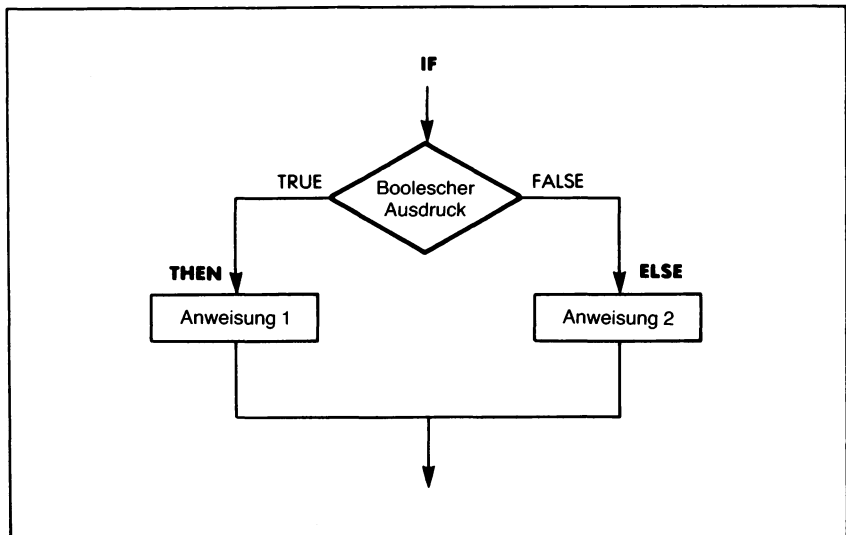 IF
TRUE
Boolescher
Ausdruck
FALSE
THEN
ELSE
Anweisung 1
Anweisung 2